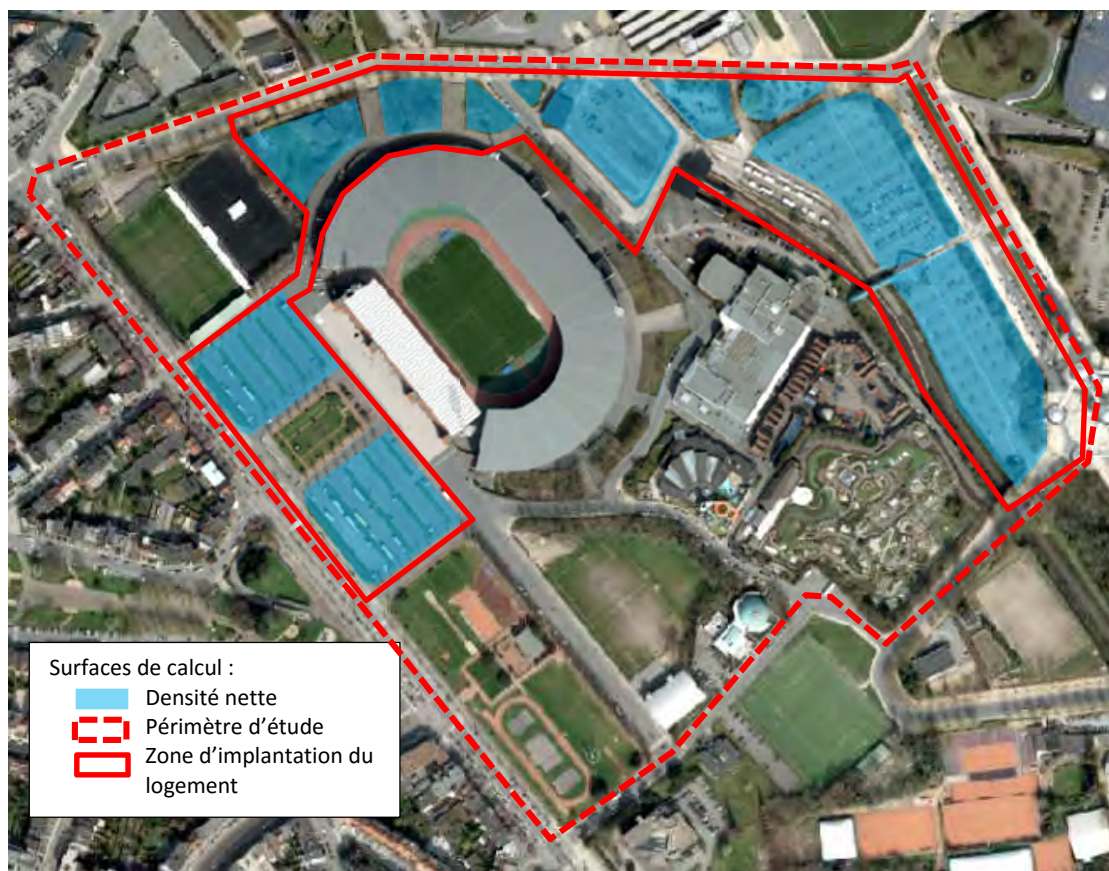 Surfaces de calcul :
Densité nette
Périmètre d'étude
Zone d'implantation du
logement